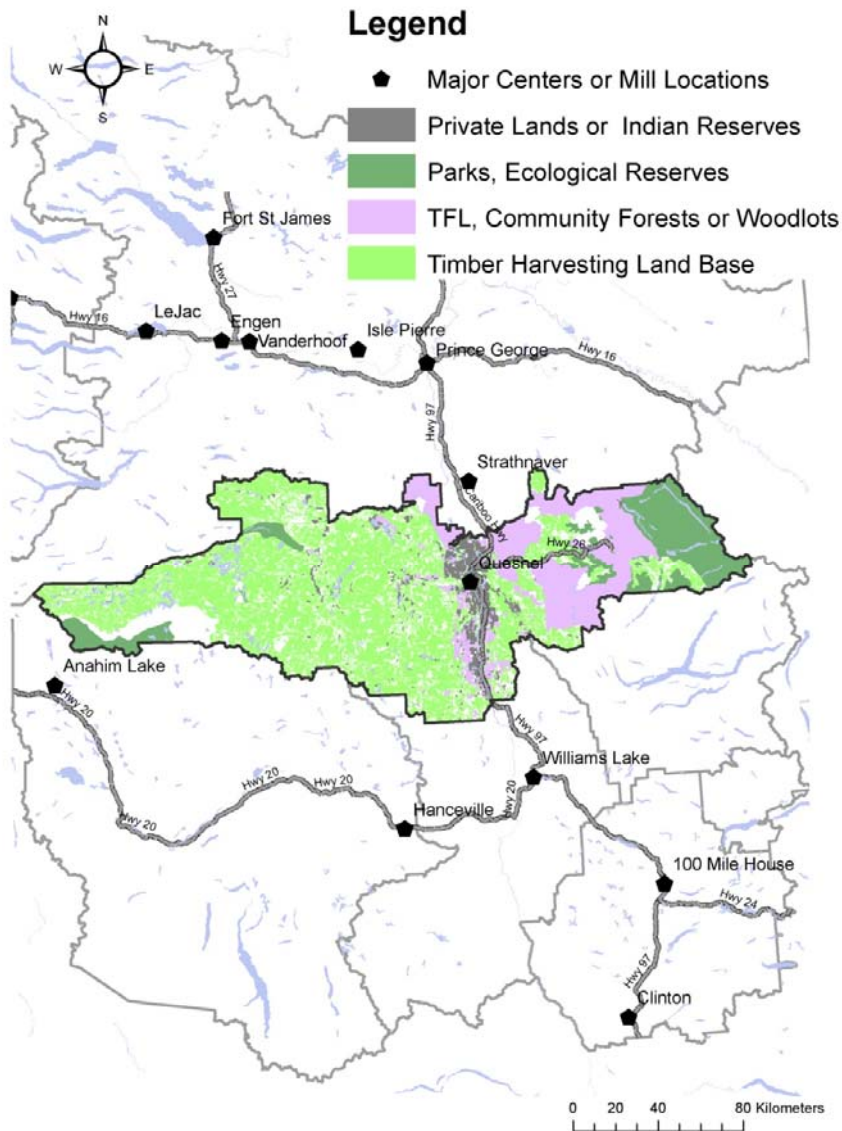 Legend
N
W E
S
Major Centers or Mill Locations
Private Lands or Indian Reserves
Parks, Ecological Reserves
TFL, Community Forests or Woodlots
Timber Harvesting Land Base
Fort St James
Hwy 27
Hwy 16
LeJac
Engen
Vanderhoof
Isle Pierre
Prince George
Hwy 16
Hwy 97
Strathnaver
Cariboo Hwy
Hwy 26
Quesnel
Anahim Lake
Hwy 20
Hwy 97
Williams Lake
Hwy 20
Hwy 20
Hwy 20
Hwy 20
Hanceville
100 Mile House
Hwy 24
Hwy 97
Clinton
0 20 40 80 Kilometers